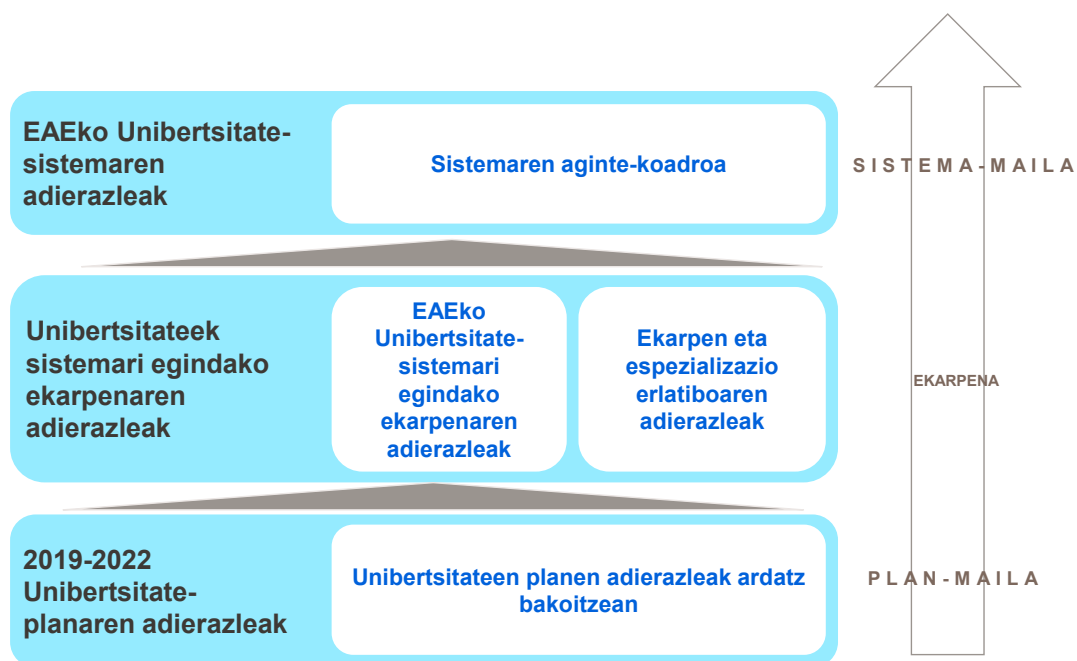 EAEko Unibertsitate-
sistemaren
adierazleak
Sistemaren aginte-koadroa
SISTEMA-MAILA
Unibertsitateek
sistemari egindako
ekarpenaren
adierazleak
EAEko
Unibertsitate-
sistemari
egindako
ekarpenaren
adierazleak
Ekarpen eta
espezializazio
erlatiboaren
adierazleak
EKARPENA
2019-2022
Unibertsitate-
planaren adierazleak
Unibertsitateen planen adierazleak ardatz
bakoitzean
PLAN-MAILA